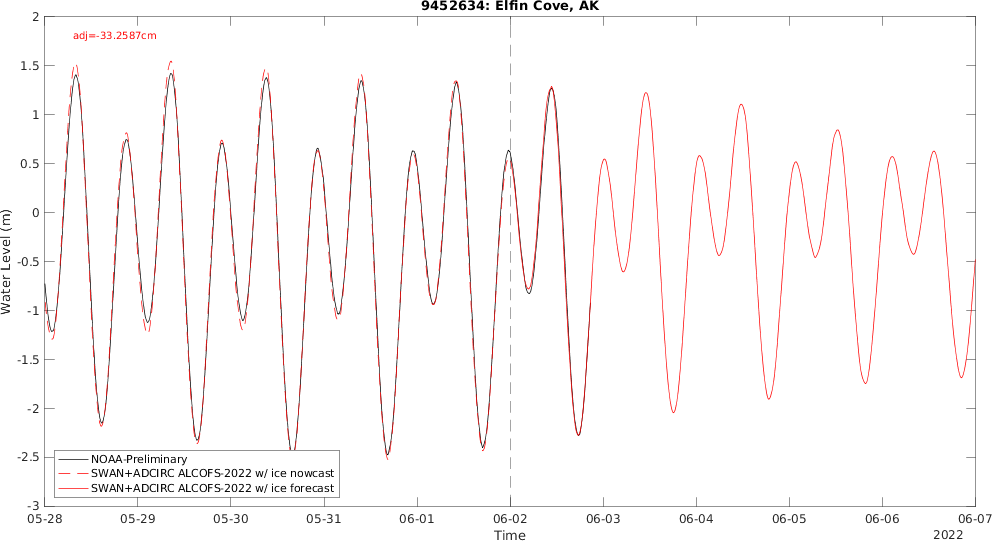 9452634: Elfin Cove, AK
adj=-33.2587cm
2
1.5
1
0.5
0
-0.5
-1
-1.5
-2
-2.5
-3
Water Level (m)
NOAA-Preliminary
SWAN+ADCIRC ALCOFS-2022 w/ ice nowcast
SWAN+ADCIRC ALCOFS-2022 w/ ice forecast
05-28 05-29 05-30 05-31 06-01 06-02 06-03 06-04 06-05 06-06 06-07
Time
2022